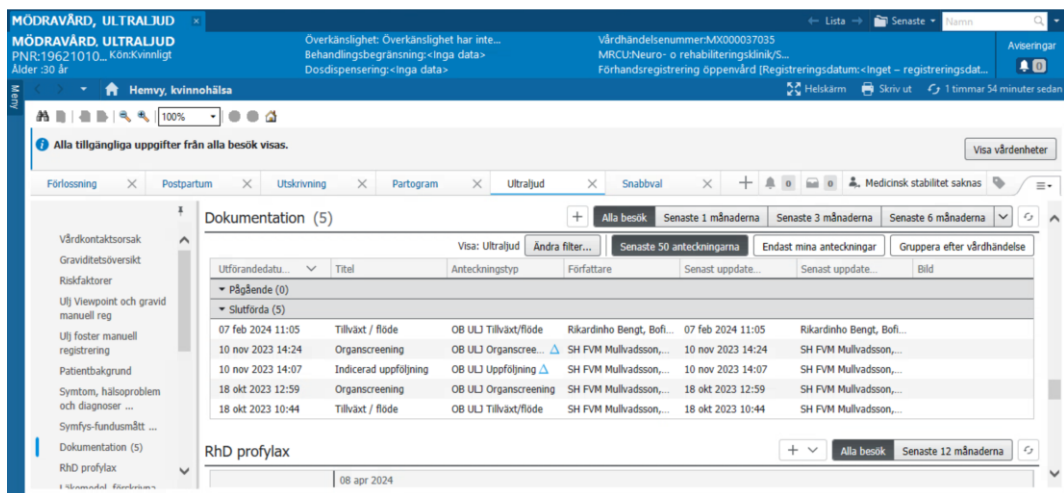 MÖDRAVÅRD, ULTRALJUD
Lista
Senaste
Namn
MÖDRAVÅRD, ULTRALJUD
PNR:19621010... Kön:Kvinnligt
Ålder :30 år
Överkänslighet: Överkänslighet har inte...
Behandlingsbegränsning:<Inga data>
Dosdispensering:<Inga data>
Vårdhändelsenummer:MX000037035
MRCU:Neuro- o rehabiliteringsklinik/S...
Förhandsregistrering öppenvård [Registreringsdatum:<Inget – registreringsdat...
Aviseringar
0
Meny
Hemvy, kvinnohälsa
Helskärm
Skriv ut
1 timmar 54 minuter sedan
100%
Alla tillgängliga uppgifter från alla besök visas.
Visa vårdenheter
Förlossning
Postpartum
Utskrivning
Partogram
Ultraljud
Snabbval
0
0
Medicinsk stabilitet saknas
Vårdkontaktsorsak
Graviditetsöversikt
Riskfaktorer
Ulj Viewpoint och gravid
manuell reg
Ulj foster manuell
registrering
Patientbakgrund
Symtom, hälsoproblem
och diagnoser ...
Symfys-fundusmått ...
Dokumentation (5)
RhD profylax
Läkemedel, förskrivna
Dokumentation (5)
Alla besök
Senaste 1 månaderna
Senaste 3 månaderna
Senaste 6 månaderna
Visa: Ultraljud
Ändra filter...
Senaste 50 anteckningarna
Endast mina anteckningar
Gruppera efter vårdhändelse
Utförandedatu... Titel Anteckningstyp Författare Senast uppdate... Senast uppdate... Bild
Pågående (0)
Slutförda (5)
07 feb 2024 11:05 Tillväxt / flöde OB ULJ Tillväxt/flöde Rikardinho Bengt, Bofi... 07 feb 2024 11:05 Rikardinho Bengt, Bofi...
10 nov 2023 14:24 Organscreening OB ULJ Organscree... SH FVM Mullvadsson,... 10 nov 2023 14:24 SH FVM Mullvadsson,...
10 nov 2023 14:07 Indicerad uppföljning OB ULJ Uppföljning SH FVM Mullvadsson,... 10 nov 2023 14:07 SH FVM Mullvadsson,...
18 okt 2023 12:59 Organscreening OB ULJ Organscreening SH FVM Mullvadsson,... 18 okt 2023 12:59 SH FVM Mullvadsson,...
18 okt 2023 10:44 Tillväxt / flöde OB ULJ Tillväxt/flöde SH FVM Mullvadsson,... 18 okt 2023 10:44 SH FVM Mullvadsson,...
RhD profylax
Alla besök
Senaste 12 månaderna
08 apr 2024